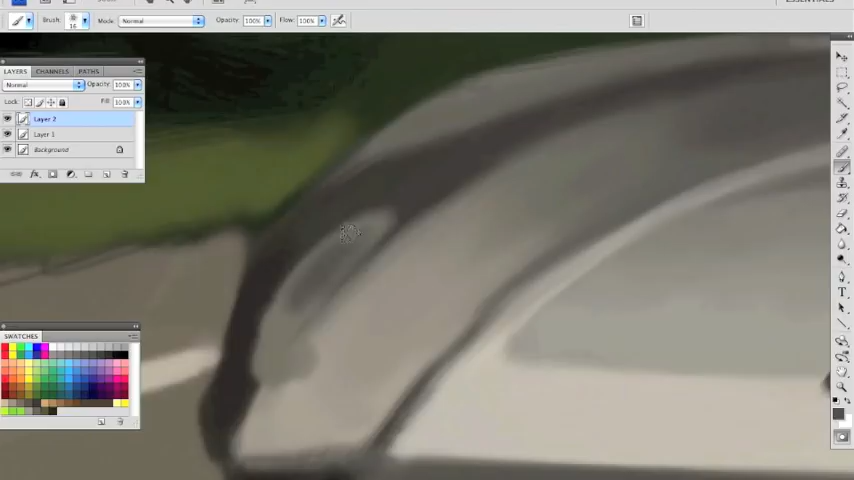 ESSENTIALS
Brush: 16 Mode: Normal Opacity: 100% Flow: 100%
LAYERS CHANNELS PATHS
Normal Opacity: 100%
Lock: Fill: 100%
Layer 2
Layer 1
Background
SWATCHES